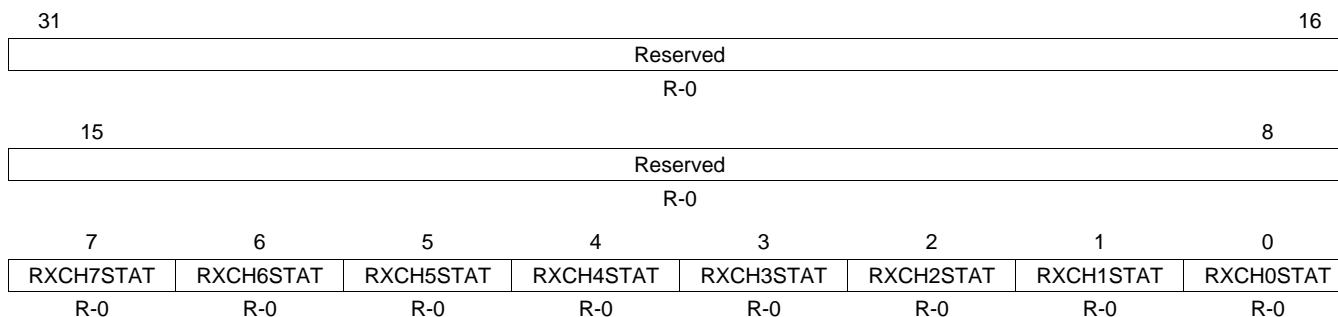 31 16
Reserved
R-0
15 8
Reserved
R-0
7 6 5 4 3 2 1 0
RXCH7STAT RXCH6STAT RXCH5STAT RXCH4STAT RXCH3STAT RXCH2STAT RXCH1STAT RXCH0STAT
R-0 R-0 R-0 R-0 R-0 R-0 R-0 R-0